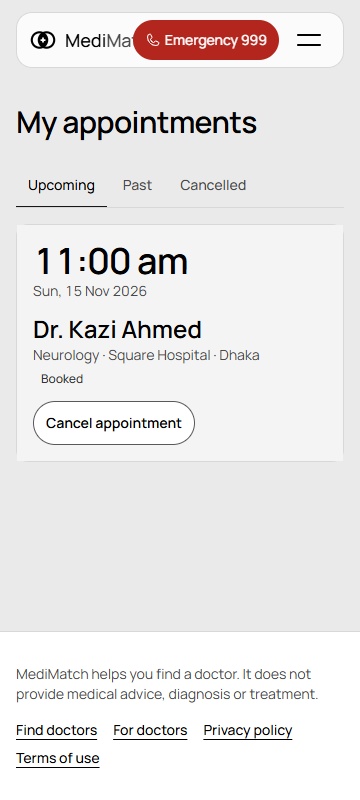 MediMat
Emergency 999
My appointments
Upcoming Past Cancelled
11:00 am
Sun, 15 Nov 2026
Dr. Kazi Ahmed
Neurology · Square Hospital · Dhaka
Booked
Cancel appointment
MediMatch helps you find a doctor. It does not
provide medical advice, diagnosis or treatment.
Find doctors For doctors Privacy policy
Terms of use